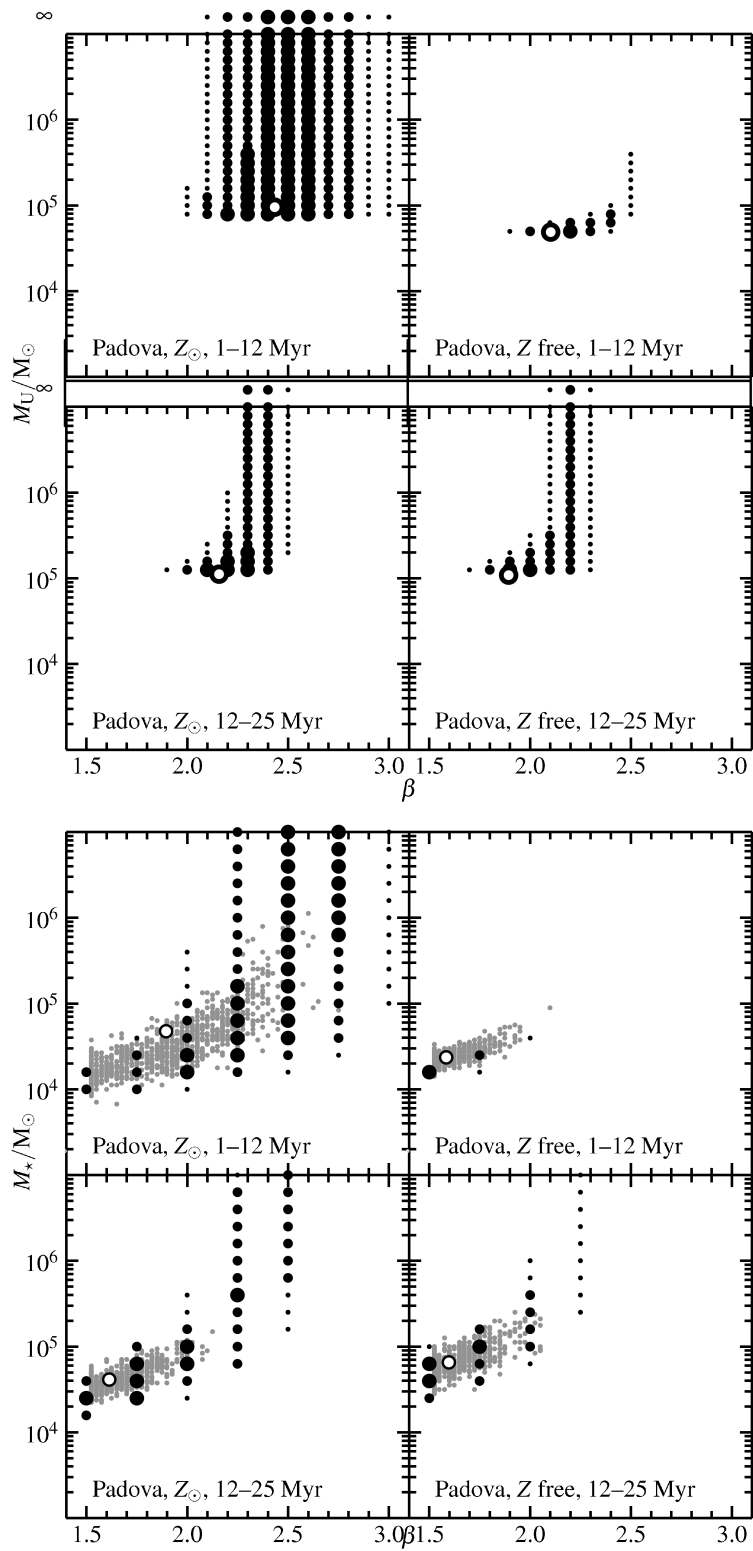 ∞
10⁶
10⁵
10⁴
Padova, Z☉, 1–12 Myr
Padova, Z free, 1–12 Myr
M_U/M☉
∞
10⁶
10⁵
10⁴
Padova, Z☉, 12–25 Myr
Padova, Z free, 12–25 Myr
1.5 2.0 2.5 3.0 1.5 2.0 2.5 3.0
β
10⁶
10⁵
10⁴
Padova, Z☉, 1–12 Myr
Padova, Z free, 1–12 Myr
M⋆/M☉
10⁶
10⁵
10⁴
Padova, Z☉, 12–25 Myr
Padova, Z free, 12–25 Myr
1.5 2.0 2.5 3.0 β 1.5 2.0 2.5 3.0